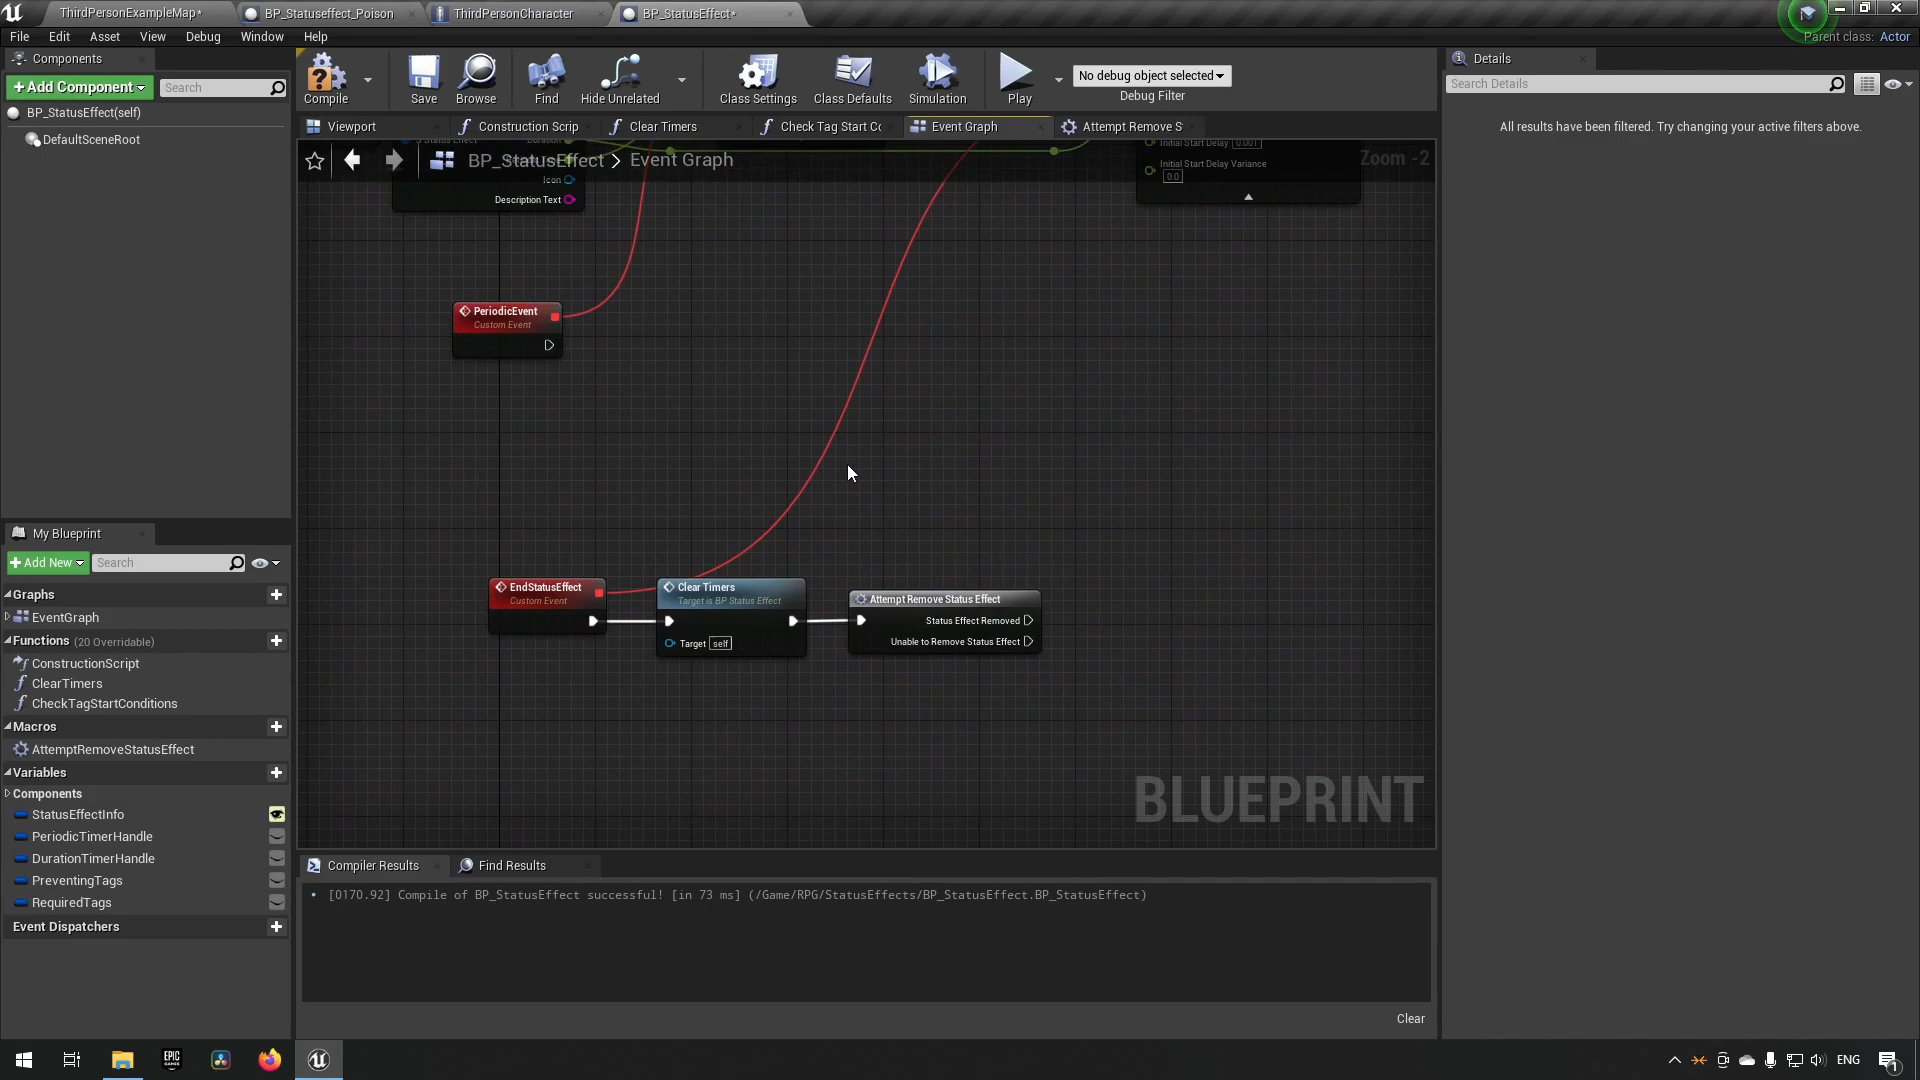 ThirdPersonExampleMap*
BP_Statuseffect_Poison
ThirdPersonCharacter
BP_StatusEffect*
File Edit Asset View Debug Window Help
Parent class: Actor
Components
+Add Component
Search
BP_StatusEffect(self)
DefaultSceneRoot
Compile
Save
Browse
Find
Hide Unrelated
Class Settings
Class Defaults
Simulation
Play
No debug object selected
Debug Filter
Details
Search Details
All results have been filtered. Try changing your active filters above.
Viewport
Construction Scrip
Clear Timers
Check Tag Start Co
Event Graph
Attempt Remove S
BP_StatusEffect > Event Graph
Zoom -2
Icon
Description Text
Initial Start Delay 0.001
Initial Start Delay Variance
0.0
PeriodicEvent
Custom Event
EndStatusEffect
Custom Event
Clear Timers
Target is BP Status Effect
Target self
Attempt Remove Status Effect
Status Effect Removed
Unable to Remove Status Effect
BLUEPRINT
My Blueprint
+Add New
Search
Graphs
EventGraph
Functions (20 Overridable)
ConstructionScript
ClearTimers
CheckTagStartConditions
Macros
AttemptRemoveStatusEffect
Variables
Components
StatusEffectInfo
PeriodicTimerHandle
DurationTimerHandle
PreventingTags
RequiredTags
Event Dispatchers
Compiler Results
Find Results
[0170.92] Compile of BP_StatusEffect successful! [in 73 ms] (/Game/RPG/StatusEffects/BP_StatusEffect.BP_StatusEffect)
Clear
EPIC
GAMES
ENG
1